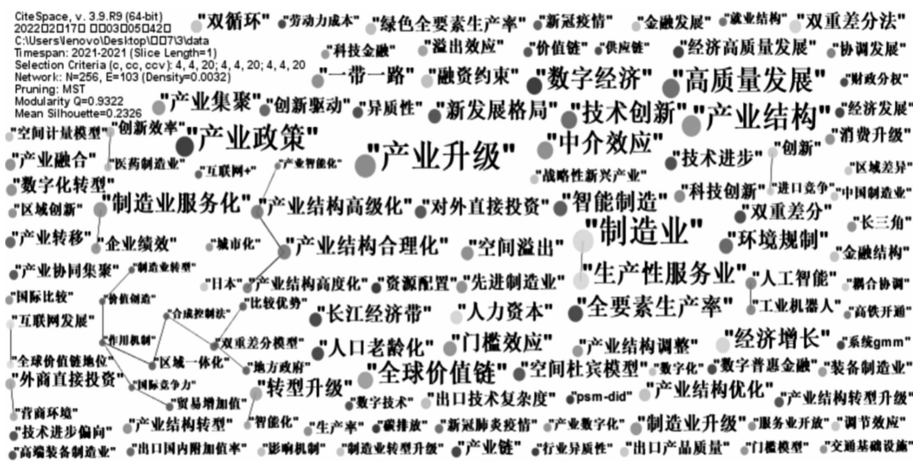 CiteSpace, v. 3.9.R9 (64-bit)
2022□2□17□ □□03□05□42□
C:\Users\lenovo\Desktop\□□7\3\data
Timespan: 2021-2021 (Slice Length=1)
Selection Criteria (c, cc, ccv): 4, 4, 20; 4, 4, 20; 4, 4, 20
Network: N=256, E=103 (Density=0.0032)
Pruning: MST
Modularity Q=0.9322
Mean Silhouette=0.2326
"双循环" "劳动力成本" "绿色全要素生产率" "新冠疫情" "金融发展" "就业结构" "双重差分法"
"科技金融" "溢出效应" "价值链" "供应链" "经济高质量发展" "协调发展"
"一带一路" "融资约束" "数字经济" "高质量发展" "财政分权"
"产业集聚" "创新驱动" "异质性" "新发展格局" "技术创新" "产业结构" "经济发展"
"空间计量模型" "创新效率" "产业政策" "中介效应" "消费升级"
"产业融合" "医药制造业" "互联网+" "产业智能化" "产业升级" "战略性新兴产业" "技术进步" "创新" "区域差异"
"数字化转型" "制造业服务化" "产业结构高级化" "对外直接投资" "智能制造" "科技创新" "进口竞争" "中国制造业"
"区域创新" "双重差分" "长三角"
"产业转移" "企业绩效" "城市化" "产业结构合理化" "空间溢出" "制造业" "环境规制" "金融结构"
"产业协同集聚" "制造业转型" "日本" "产业结构高度化" "资源配置" "先进制造业" "生产性服务业" "人工智能" "耦合协调"
"国际比较" "价值创造" "合成控制法" "比较优势" "长江经济带" "人力资本" "全要素生产率" "工业机器人" "高铁开通"
"互联网发展" "作用机制" "双重差分模型" "人口老龄化" "门槛效应" "产业结构调整" "经济增长" "系统gmm"
"全球价值链地位" "区域一体化" "地方政府" "全球价值链" "空间杜宾模型" "数字化" "数字普惠金融" "装备制造业"
"外商直接投资" "国际竞争力" "转型升级" "产业结构优化"
"营商环境" "贸易增加值" "数字技术" "出口技术复杂度" "psm-did" "产业结构转型升级"
"技术进步偏向" "产业结构转型" "智能化" "生产率" "碳排放" "新冠肺炎疫情" "产业数字化" "制造业升级" "服务业开放" "调节效应"
"高端装备制造业" "出口国内附加值率" "影响机制" "制造业转型升级" "产业链" "行业异质性" "出口产品质量" "门槛模型" "交通基础设施"